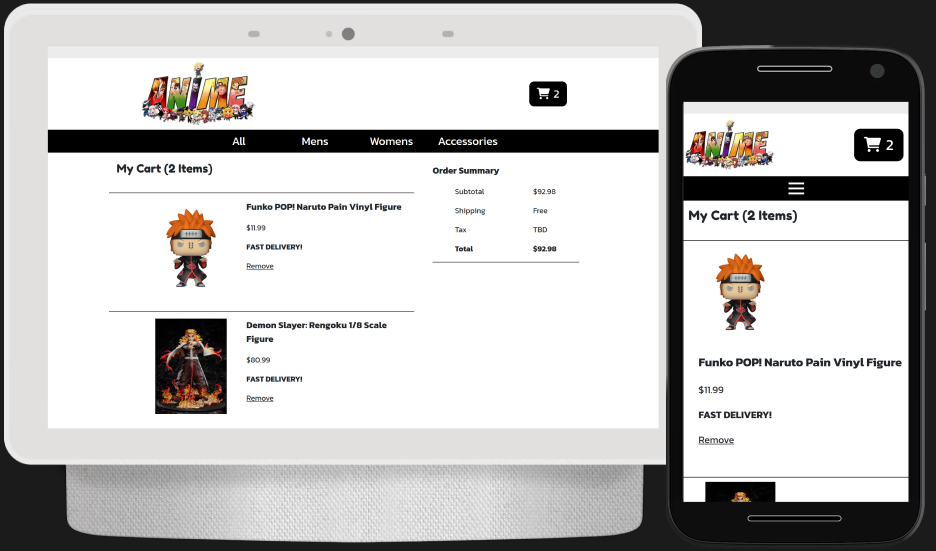 ANIME
2
All Mens Womens Accessories
My Cart (2 Items)
Funko POP! Naruto Pain Vinyl Figure
$11.99
FAST DELIVERY!
Remove
Demon Slayer: Rengoku 1/8 Scale
Figure
$80.99
FAST DELIVERY!
Remove
Order Summary
Subtotal $92.98
Shipping Free
Tax TBD
Total $92.98
ANIME
2
My Cart (2 Items)
Funko POP! Naruto Pain Vinyl Figure
$11.99
FAST DELIVERY!
Remove